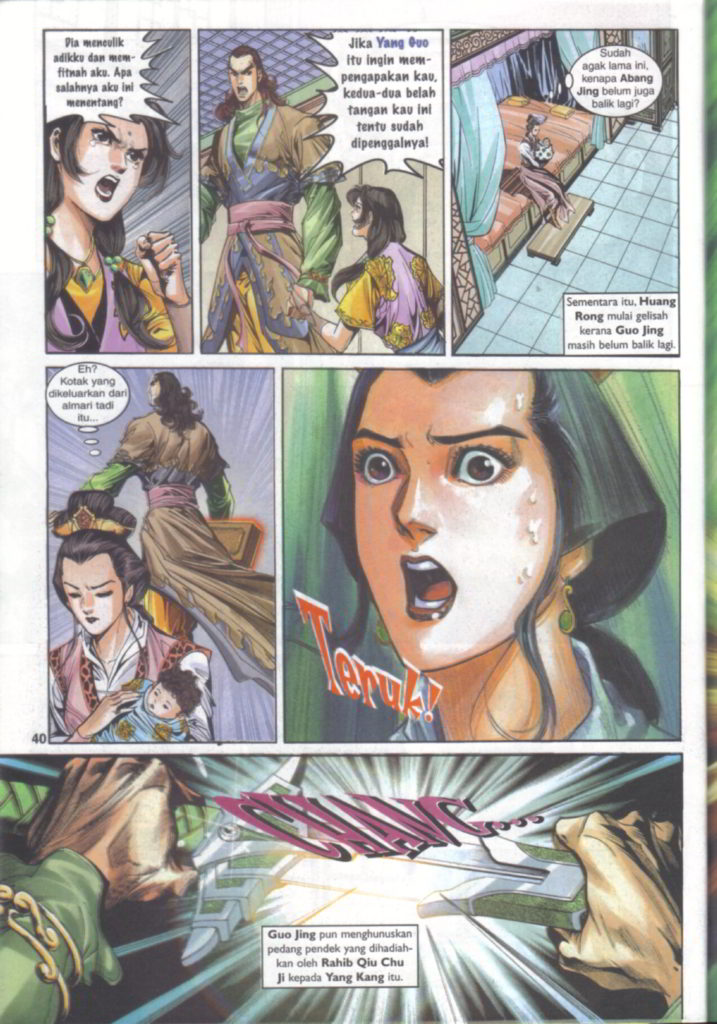 Dia menculik
adikku dan mem-
fitnah aku. Apa
salahnya aku ini
menentang?
Jika Yang Guo
itu ingin mem-
pengapakan kau,
kedua-dua belah
tangan kau ini
tentu sudah
dipenggalnya!
Sudah
agak lama ini,
kenapa Abang
Jing belum juga
balik lagi?
Sementara itu, Huang
Rong mulai gelisah
kerana Guo Jing
masih belum balik lagi.
Eh?
Kotak yang
dikeluarkan dari
almari tadi
itu...
Teruk!
40
CHANG....
Guo Jing pun menghunuskan
pedang pendek yang dihadiah-
kan oleh Rahib Qiu Chu
Ji kepada Yang Kang itu.